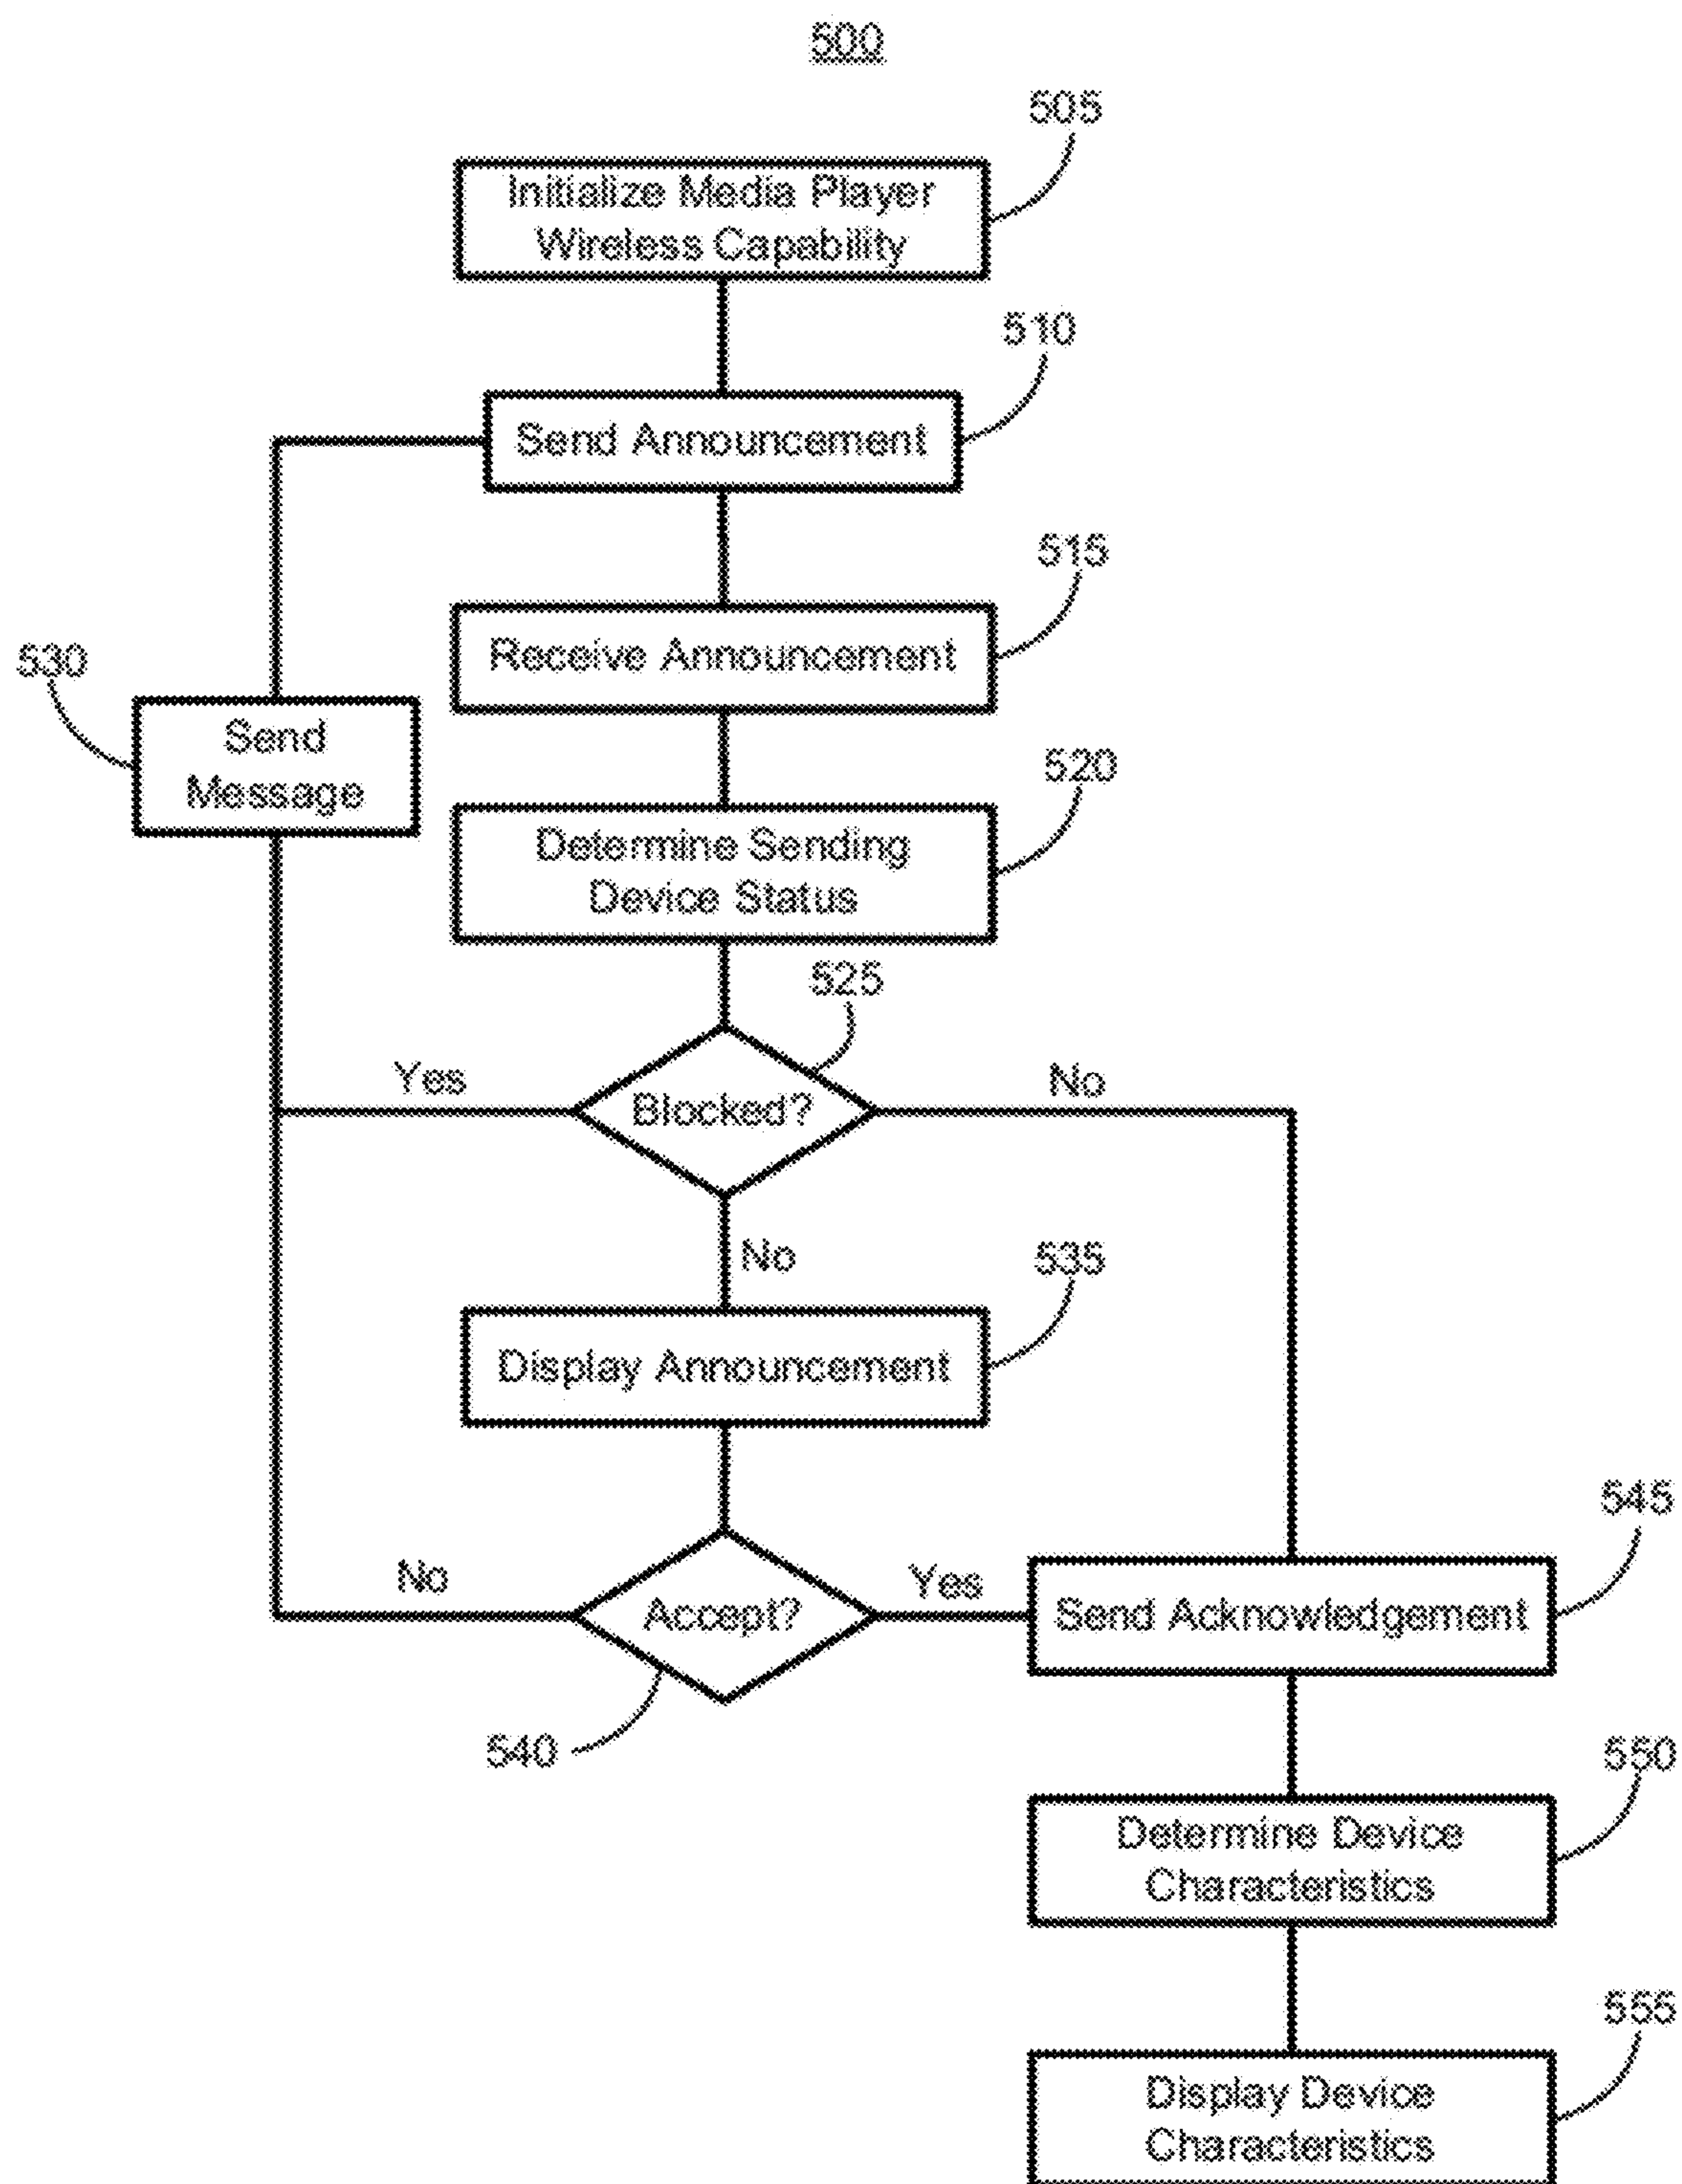 500
505
Initialize Media Player
Wireless Capability
510
Send Announcement
515
Receive Announcement
530
Send
Message
520
Determine Sending
Device Status
525
Yes
Blocked?
No
No
535
Display Announcement
545
No
Accept?
Yes
Send Acknowledgement
540
550
Determine Device
Characteristics
555
Display Device
Characteristics